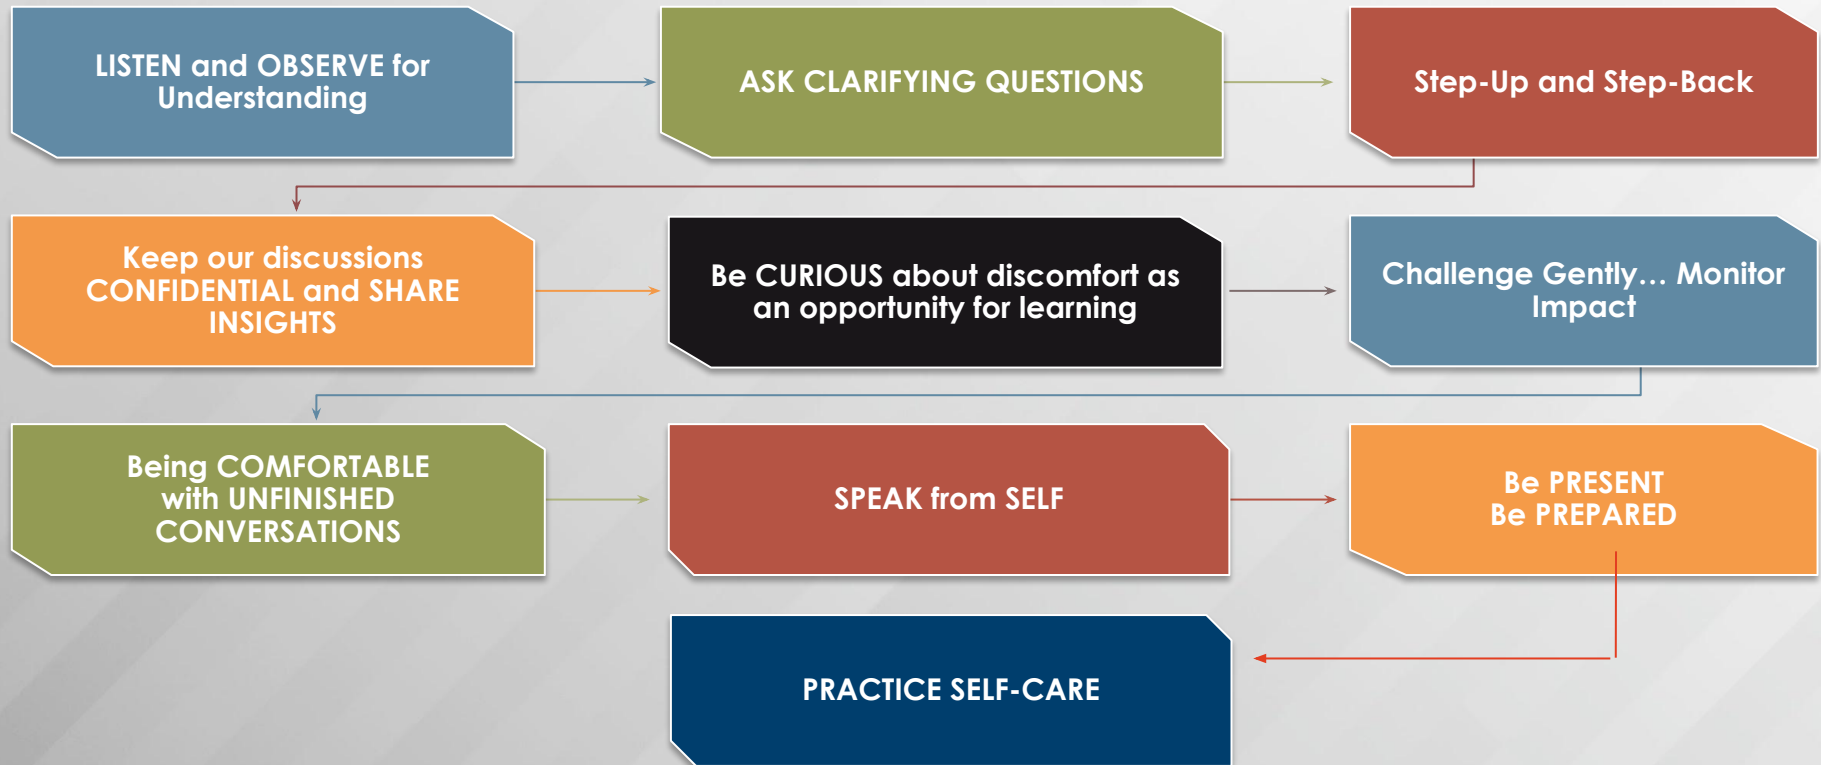 LISTEN and OBSERVE for
Understanding
ASK CLARIFYING QUESTIONS
Step-Up and Step-Back
Keep our discussions
CONFIDENTIAL and SHARE
INSIGHTS
Be CURIOUS about discomfort as
an opportunity for learning
Challenge Gently... Monitor
Impact
Being COMFORTABLE
with UNFINISHED
CONVERSATIONS
SPEAK from SELF
Be PRESENT
Be PREPARED
PRACTICE SELF-CARE